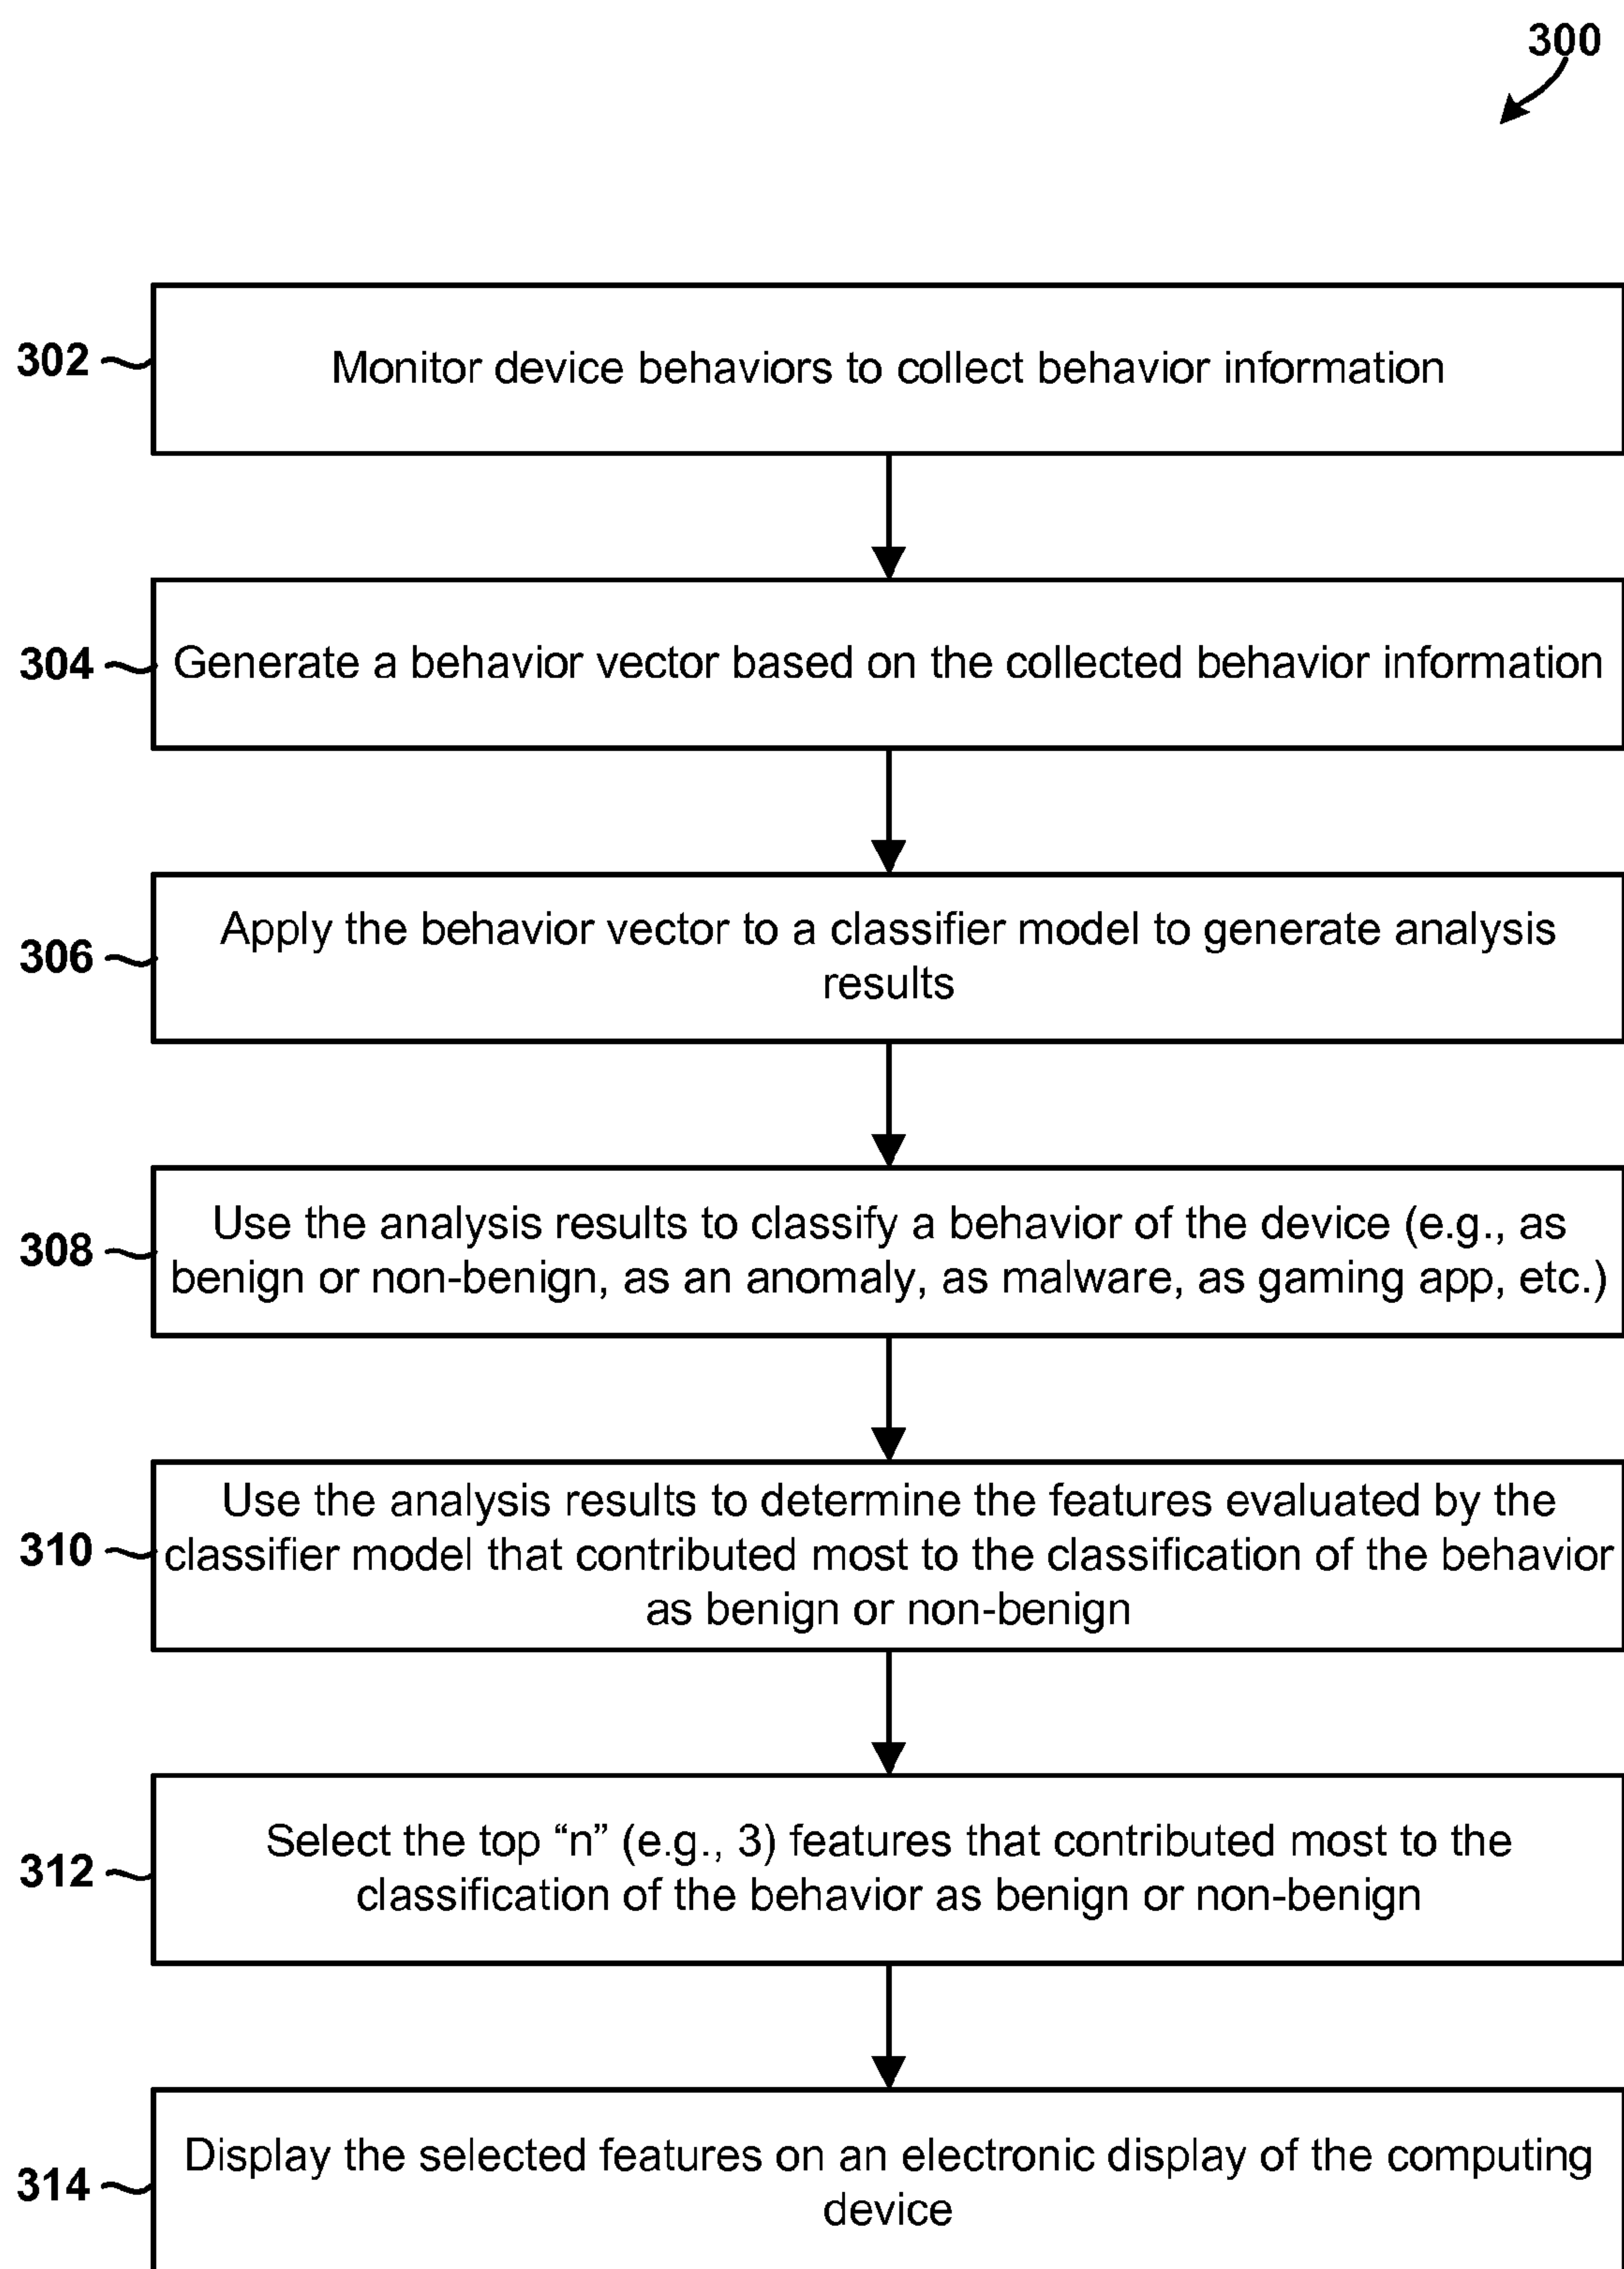 300
302
Monitor device behaviors to collect behavior information
304
Generate a behavior vector based on the collected behavior information
306
Apply the behavior vector to a classifier model to generate analysis
results
308
Use the analysis results to classify a behavior of the device (e.g., as
benign or non-benign, as an anomaly, as malware, as gaming app, etc.)
310
Use the analysis results to determine the features evaluated by the
classifier model that contributed most to the classification of the behavior
as benign or non-benign
312
Select the top “n” (e.g., 3) features that contributed most to the
classification of the behavior as benign or non-benign
314
Display the selected features on an electronic display of the computing
device